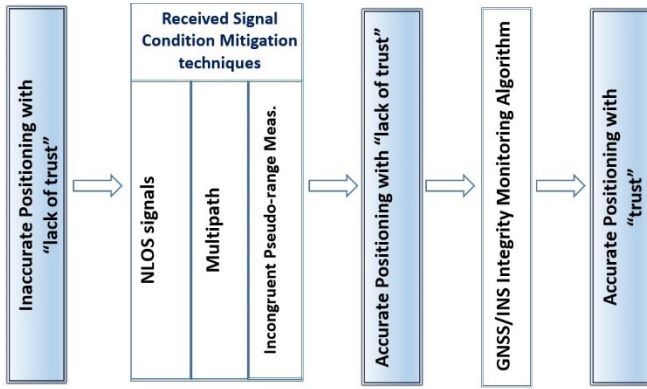 Inaccurate Positioning with
“lack of trust”
Received Signal
Condition Mitigation
techniques
NLOS signals
Multipath
Incongruent Pseudo-range Meas.
Accurate Positioning with “lack of trust”
GNSS/INS Integrity Monitoring Algorithm
Accurate Positioning with
“trust”